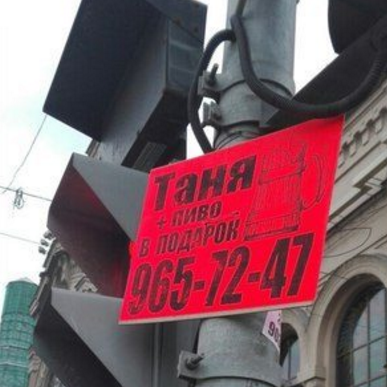 Таня
+ пиво
в подарок
965-72-47